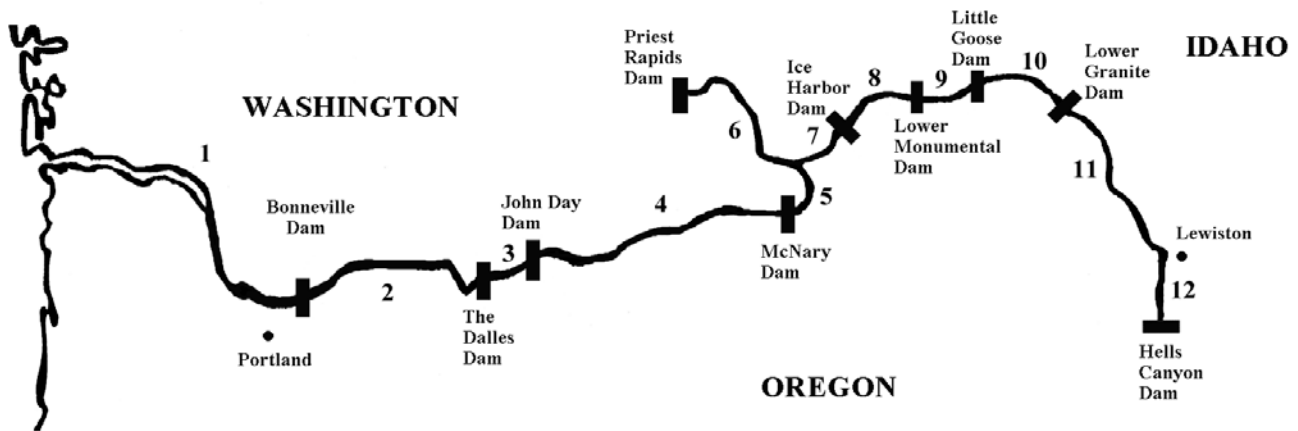 Little
Goose
Dam
IDAHO
Priest
Rapids
Dam
Ice
Harbor
Dam
Lower
Granite
Dam
WASHINGTON
10
8
9
6
7
Lower
Monumental
Dam
1
11
Bonneville
Dam
John Day
Dam
4
5
McNary
Dam
Lewiston
3
2
12
The
Dalles
Dam
Portland
Hells
Canyon
Dam
OREGON